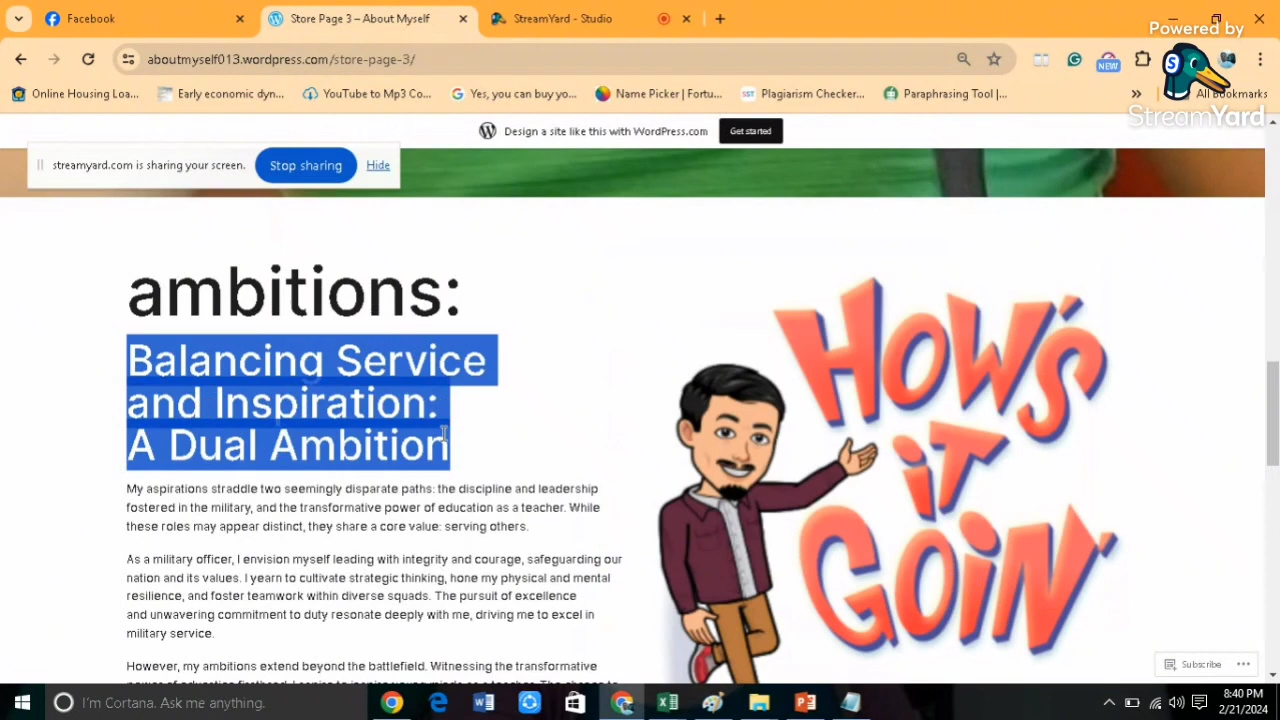 Facebook
Store Page 3 – About Myself
StreamYard - Studio
Powered by
StreamYard
aboutmyself013.wordpress.com/store-page-3/
NEW
Online Housing Loa...
Early economic dyn...
YouTube to Mp3 Co...
Yes, you can buy yo...
Name Picker | Fortu...
SST
Plagiarism Checker...
Paraphrasing Tool |...
All Bookmarks
Design a site like this with WordPress.com
Get started
streamyard.com is sharing your screen.
Stop sharing
Hide
ambitions:
Balancing Service
and Inspiration:
A Dual Ambition
My aspirations straddle two seemingly disparate paths: the discipline and leadership
fostered in the military, and the transformative power of education as a teacher. While
these roles may appear distinct, they share a core value: serving others.
As a military officer, I envision myself leading with integrity and courage, safeguarding our
nation and its values. I yearn to cultivate strategic thinking, hone my physical and mental
resilience, and foster teamwork within diverse squads. The pursuit of excellence
and unwavering commitment to duty resonate deeply with me, driving me to excel in
military service.
However, my ambitions extend beyond the battlefield. Witnessing the transformative
HOW'S
iT
GOiN'
Subscribe
I'm Cortana. Ask me anything.
8:40 PM
2/21/2024